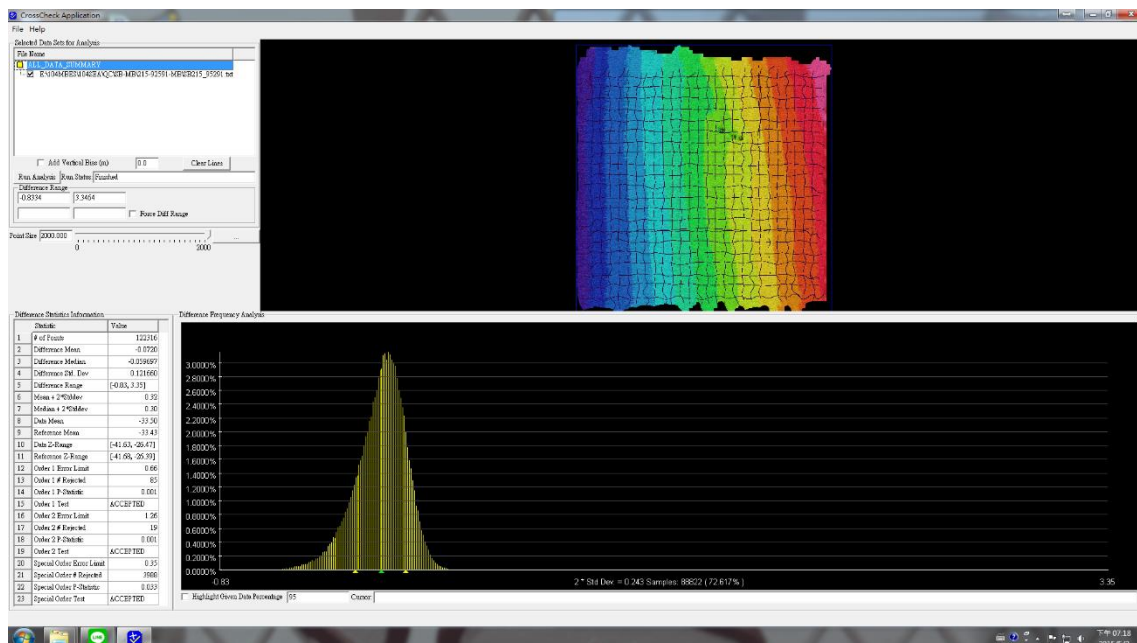 CrossCheck Application
File Help
Selected Data Sets for Analysis
File Name
ALL_DATA_SUMMARY
Add Vertical Bias (m) 0.0 Clear Lines
Run Analysis Run Status Finished
Difference Range
-0.8334 3.3464
Force Diff Range
Point Size 2000.000 ...
0 2000
Difference Statistics Information
Statistic Value
1 # of Points 122316
2 Difference Mean -0.0720
3 Difference Median -0.059697
4 Difference Std. Dev 0.121660
5 Difference Range [-0.83, 3.35]
6 Mean + 2*Stddev 0.32
7 Median + 2*Stddev 0.30
8 Data Mean -33.50
9 Reference Mean -33.43
10 Data Z-Range [-41.63, -26.47]
11 Reference Z-Range [-41.68, -26.39]
12 Order 1 Error Limit 0.66
13 Order 1 # Rejected 85
14 Order 1 P-Statistic 0.001
15 Order 1 Test ACCEPTED
16 Order 2 Error Limit 1.26
17 Order 2 # Rejected 19
18 Order 2 P-Statistic 0.001
19 Order 2 Test ACCEPTED
20 Special Order Error Limit 0.35
21 Special Order # Rejected 3988
22 Special Order P-Statistic 0.033
23 Special Order Test ACCEPTED
Difference Frequency Analysis
3.0000%
2.8000%
2.6000%
2.4000%
2.2000%
2.0000%
1.8000%
1.6000%
1.4000%
1.2000%
1.0000%
0.8000%
0.6000%
0.4000%
0.2000%
0.0000%
-0.83 2 * Std Dev = 0.243 Samples: 88822 ( 72.617% ) 3.35
Highlight Given Data Percentage 95 Cursor
下午 07:18